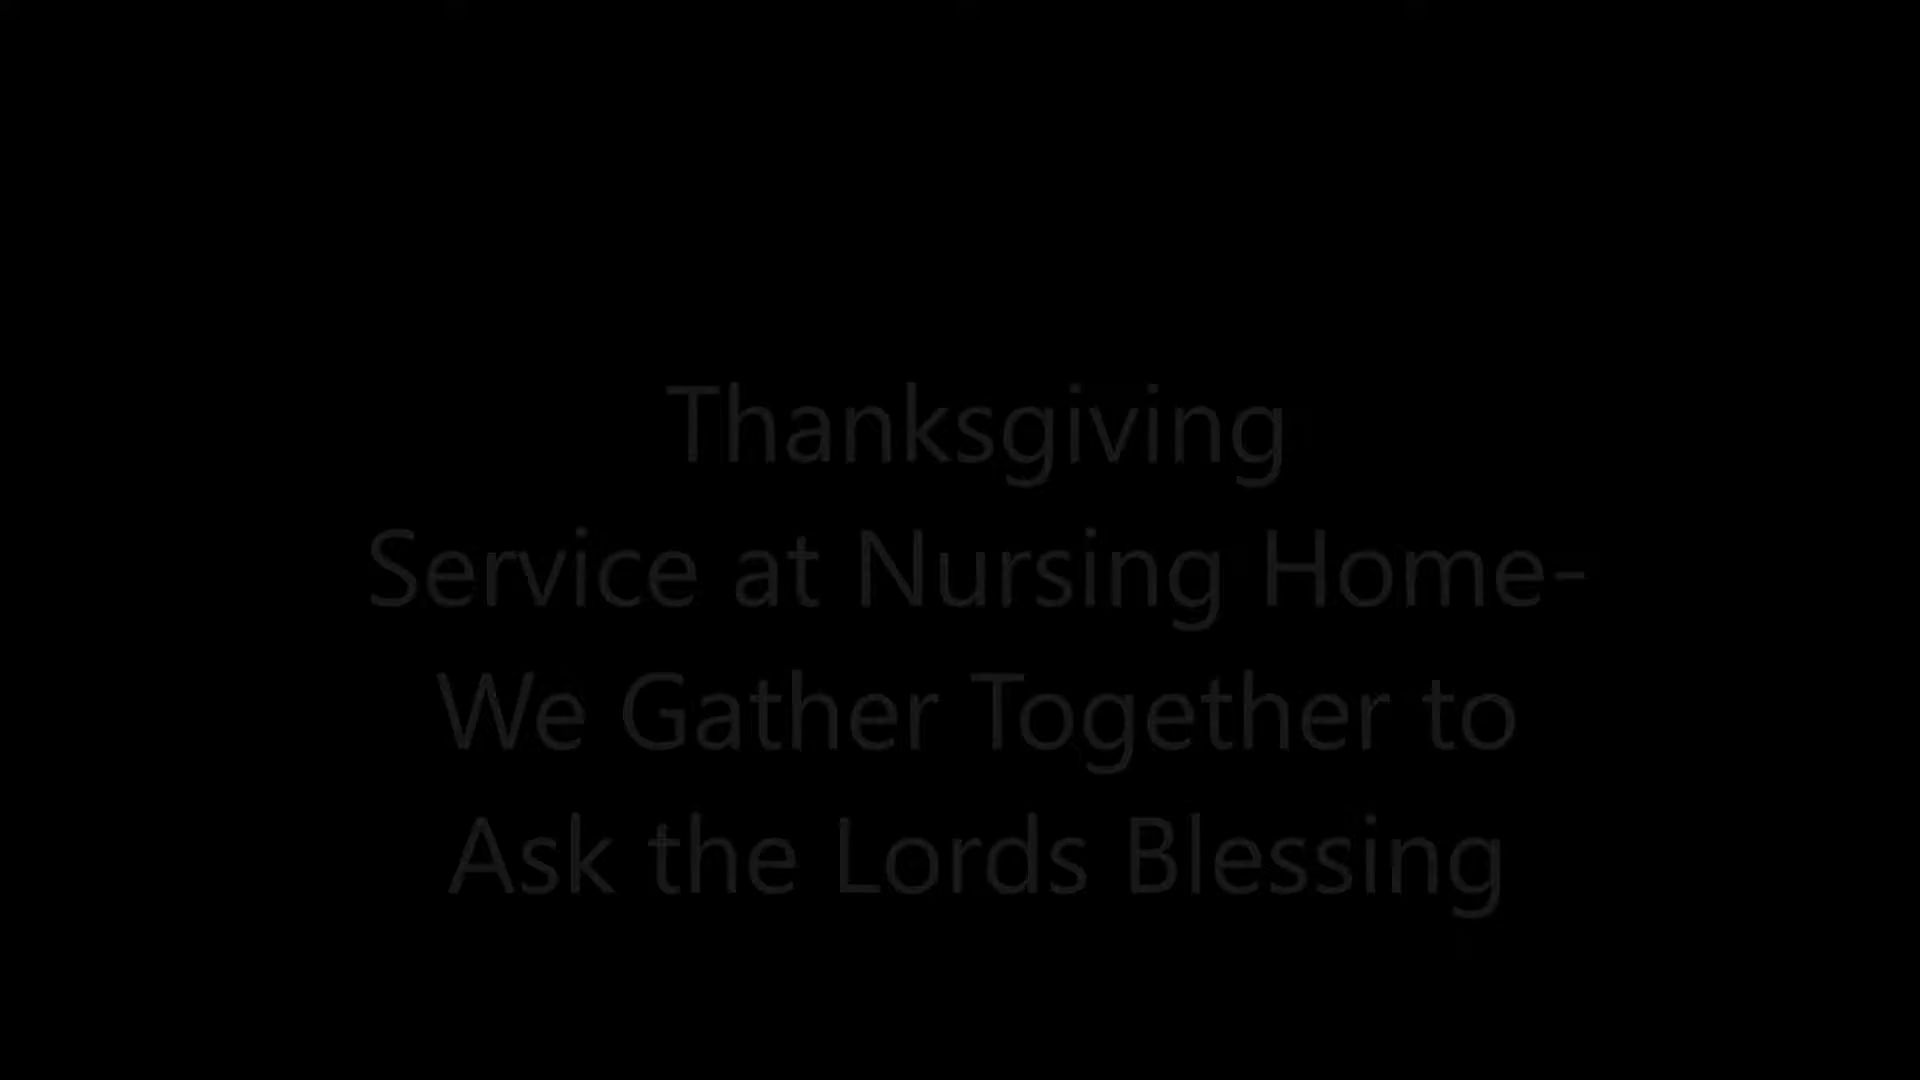 Thanksgiving
Service at Nursing Home-
We Gather Together to
Ask the Lords Blessing